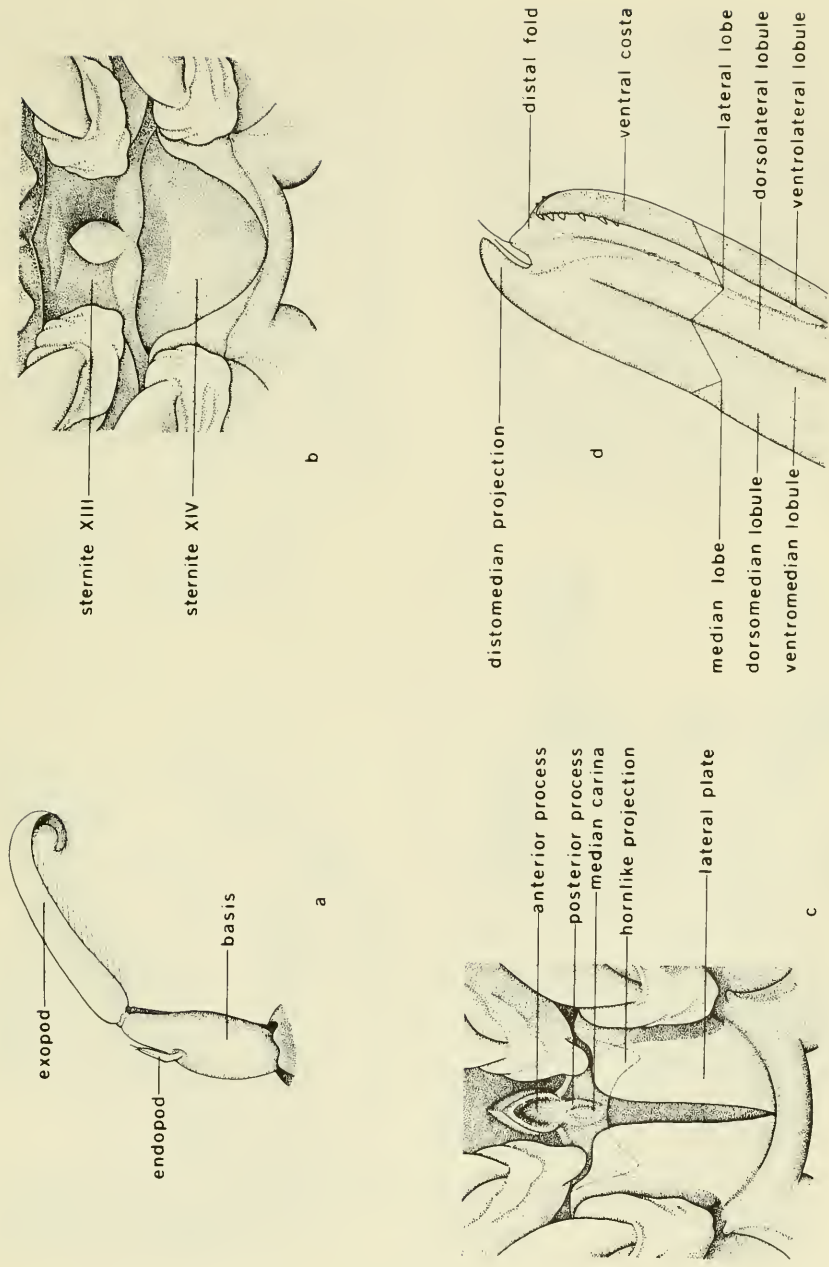 exopod
endopod
basis
a
sternite XIII
sternite XIV
b
anterior process
posterior process
median carina
hornlike projection
lateral plate
c
distomedian projection
distal fold
ventral costa
d
median lobe
lateral lobe
dorsomedian lobule
dorsolateral lobule
ventromedian lobule
ventrolateral lobule